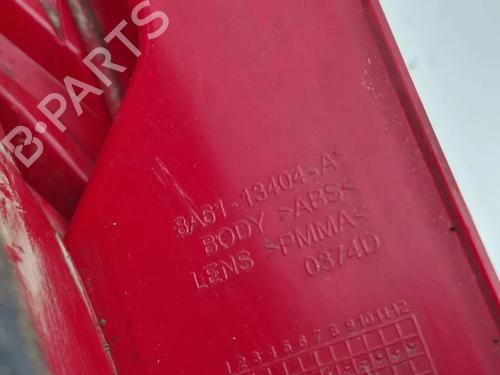 B-PARTS
8A61-13404-A
BODY >ABS<
LENS >PMMA<
0374D
1 2 3 4 5 6 7 8 9 10 11 12